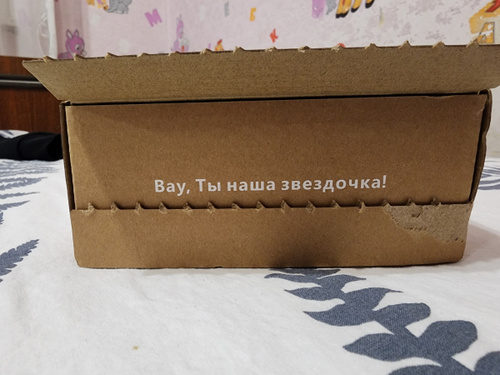 Вау, Ты наша звездочка!